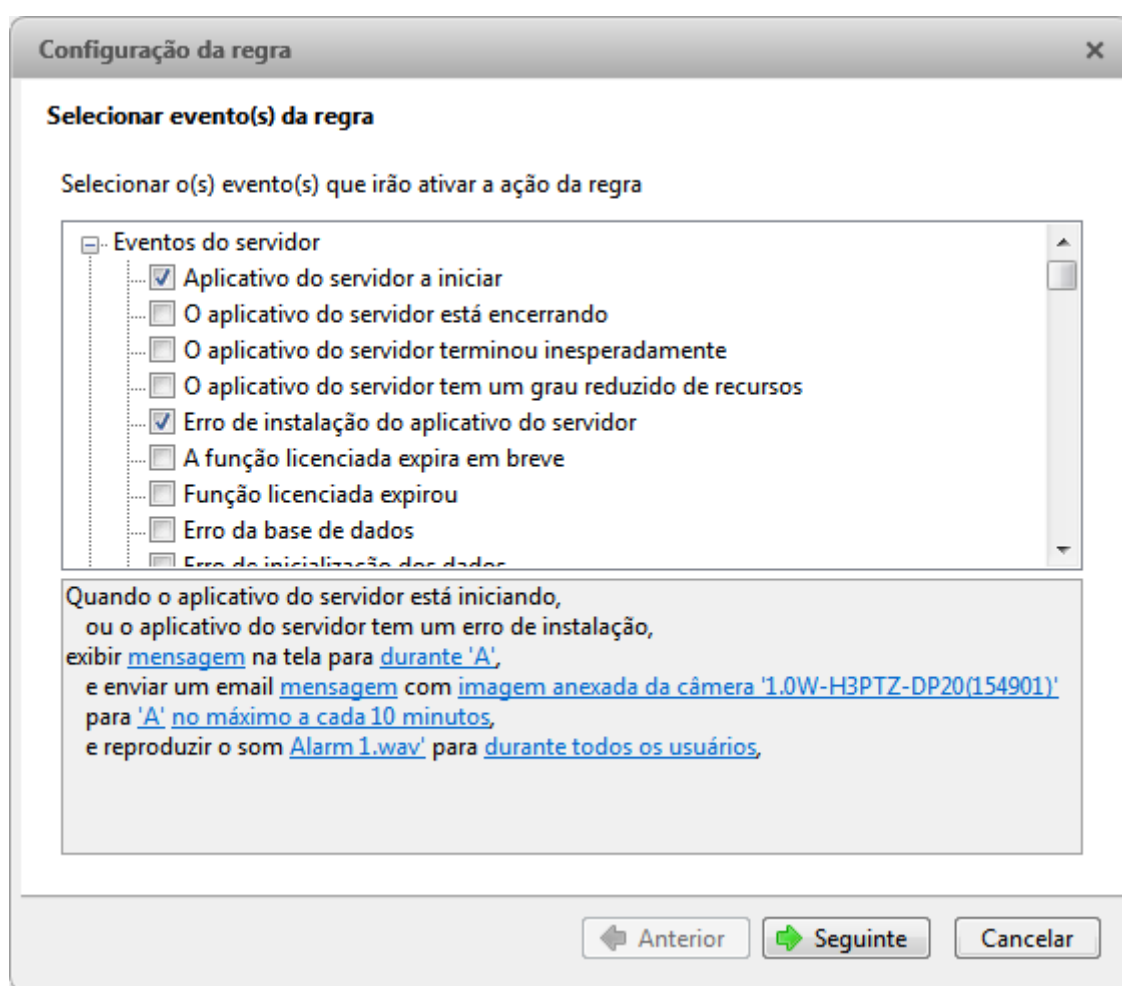 Configuração da regra
Selecionar evento(s) da regra
Selecionar o(s) evento(s) que irão ativar a ação da regra
Eventos do servidor
Aplicativo do servidor a iniciar
O aplicativo do servidor está encerrando
O aplicativo do servidor terminou inesperadamente
O aplicativo do servidor tem um grau reduzido de recursos
Erro de instalação do aplicativo do servidor
A função licenciada expira em breve
Função licenciada expirou
Erro da base de dados
Erro de inicialização dos dados
Quando o aplicativo do servidor está iniciando,
ou o aplicativo do servidor tem um erro de instalação,
exibir mensagem na tela para durante 'A',
e enviar um email mensagem com imagem anexada da câmera '1.0W-H3PTZ-DP20(154901)'
para 'A' no máximo a cada 10 minutos,
e reproduzir o som Alarm 1.wav' para durante todos os usuários,
Anterior Seguinte Cancelar